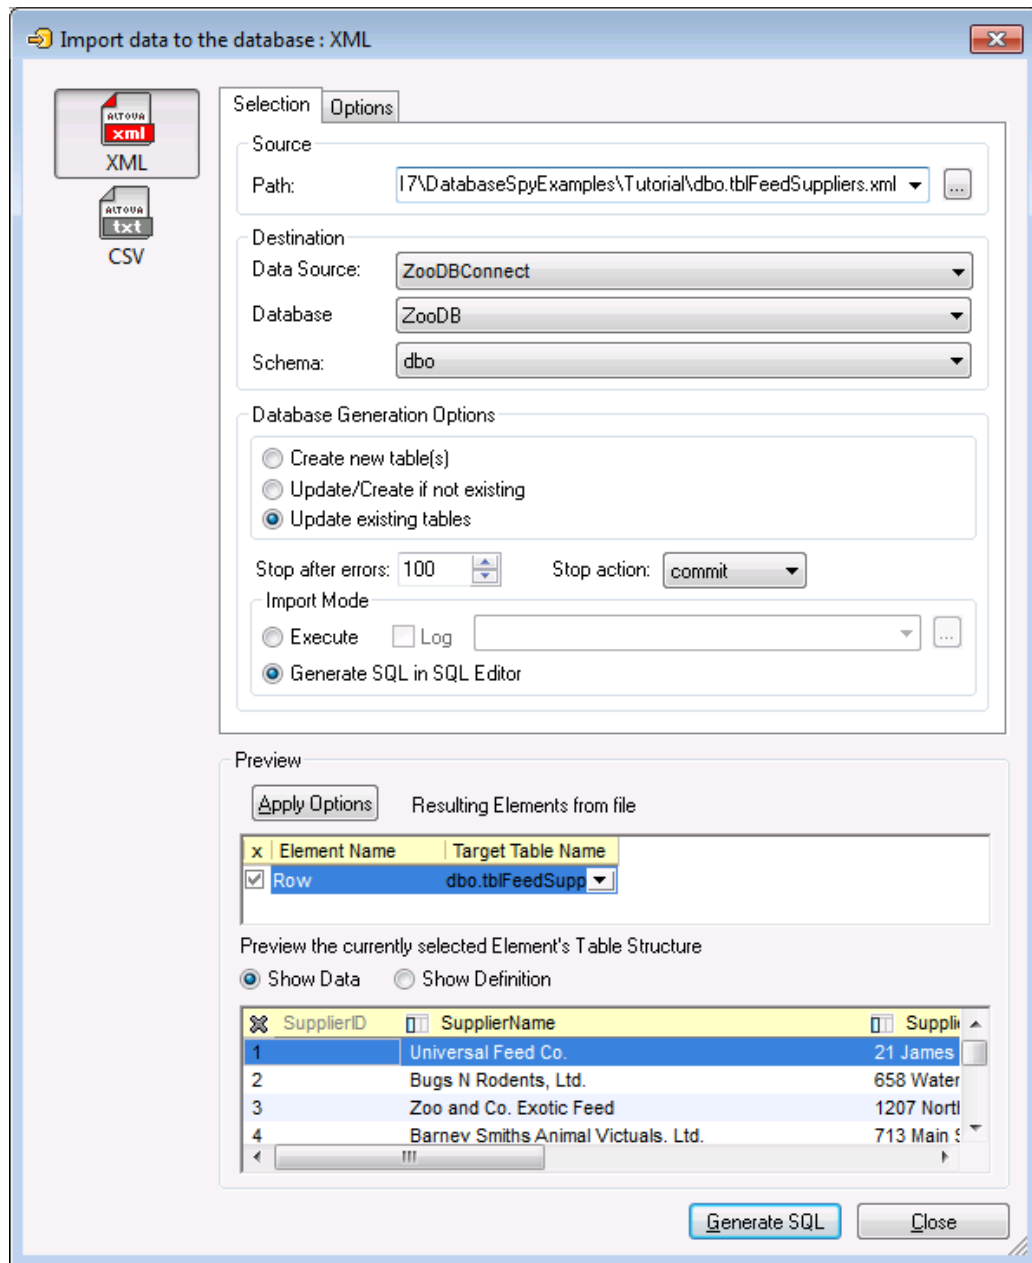 Import data to the database : XML
ALTOVA
xml
XML
ALTOVA
txt
CSV
Selection Options
Source
Path: 17\DatabaseSpyExamples\Tutorial\dbo.tblFeedSuppliers.xml ...
Destination
Data Source: ZooDBConnect
Database ZooDB
Schema: dbo
Database Generation Options
Create new table(s)
Update/Create if not existing
Update existing tables
Stop after errors: 100 Stop action: commit
Import Mode
Execute Log ...
Generate SQL in SQL Editor
Preview
Apply Options Resulting Elements from file
x Element Name Target Table Name
Row dbo.tblFeedSupp
Preview the currently selected Element's Table Structure
Show Data Show Definition
SupplierID SupplierName Suppli
1 Universal Feed Co. 21 James
2 Bugs N Rodents, Ltd. 658 Water
3 Zoo and Co. Exotic Feed 1207 North
4 Barney Smiths Animal Victuals, Ltd. 713 Main S
Generate SQL Close